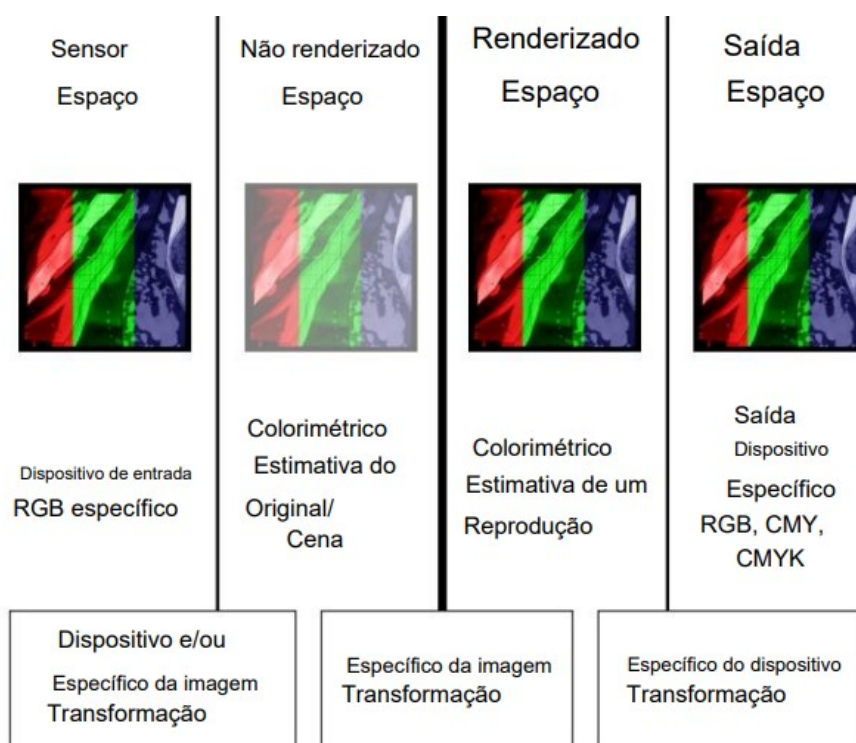 Sensor
Espaço
Não renderizado
Espaço
Renderizado
Espaço
Saída
Espaço
Dispositivo de entrada
RGB específico
Colorimétrico
Estimativa do
Original/
Cena
Colorimétrico
Estimativa de um
Reprodução
Saída
Dispositivo
Específico
RGB, CMY,
CMYK
Dispositivo e/ou
Específico da imagem
Transformação
Específico da imagem
Transformação
Específico do dispositivo
Transformação